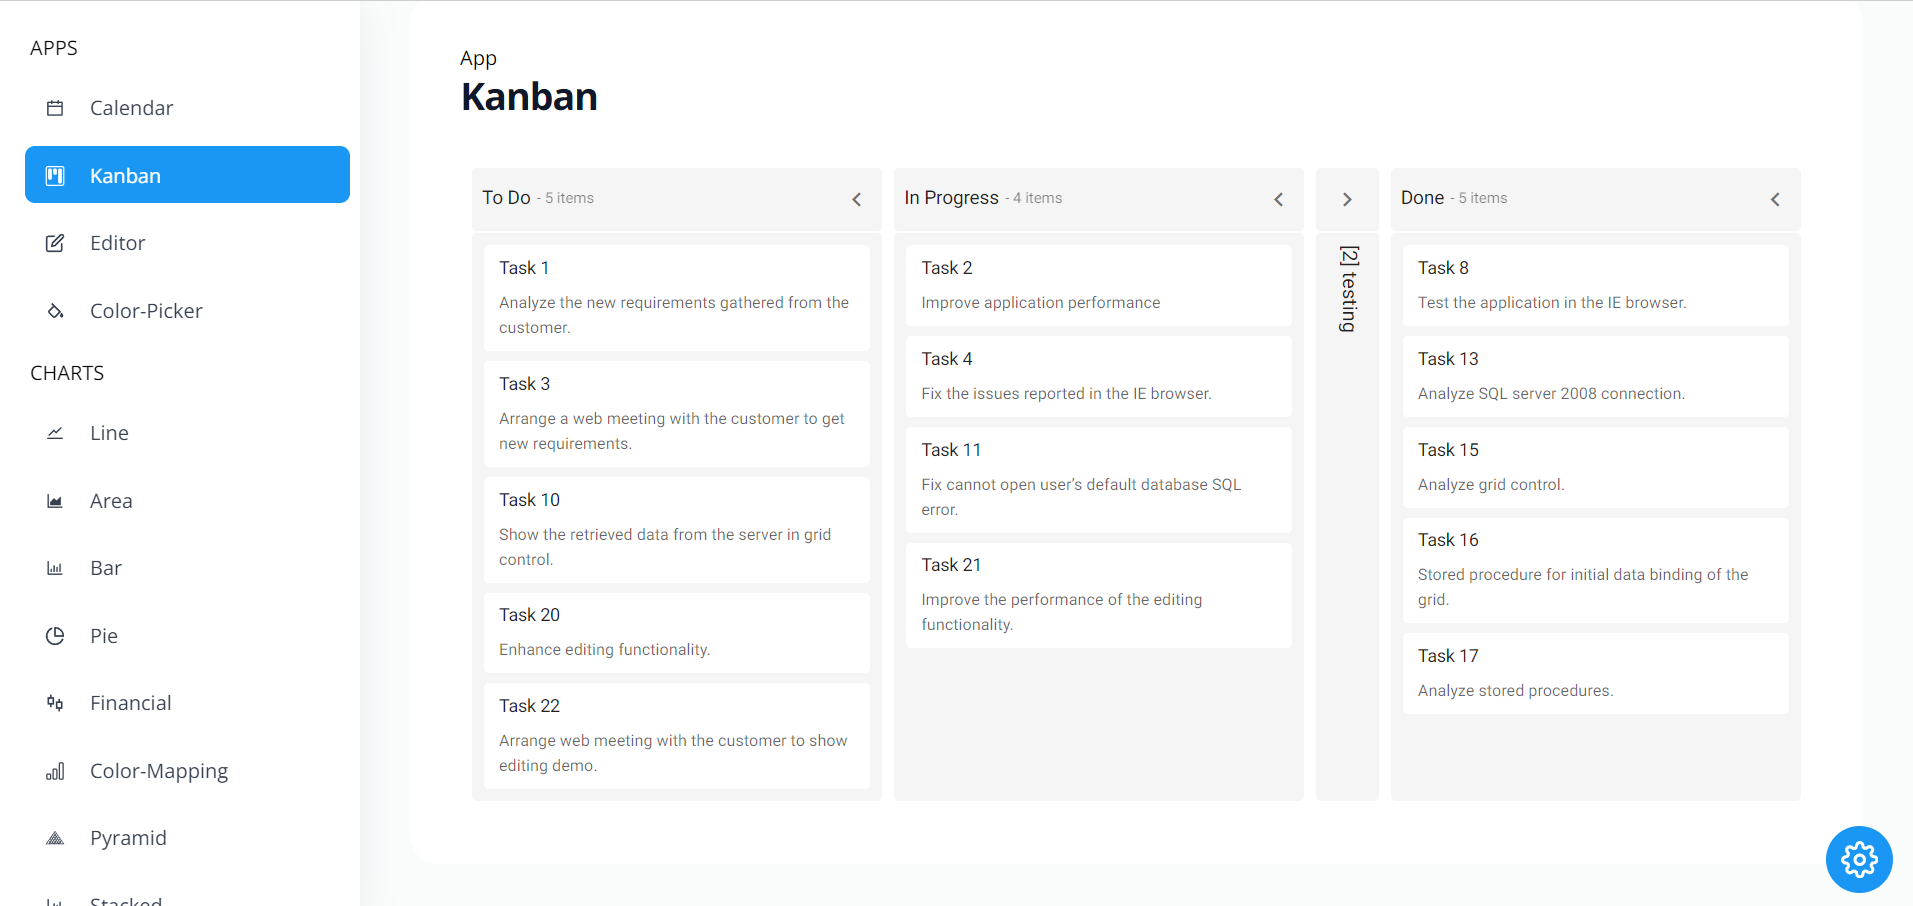 APPS
Calendar
Kanban
Editor
Color-Picker
CHARTS
Line
Area
Bar
Pie
Financial
Color-Mapping
Pyramid
Stacked
App
Kanban
To Do - 5 items
Task 1
Analyze the new requirements gathered from the
customer.
Task 3
Arrange a web meeting with the customer to get
new requirements.
Task 10
Show the retrieved data from the server in grid
control.
Task 20
Enhance editing functionality.
Task 22
Arrange web meeting with the customer to show
editing demo.
In Progress - 4 items
Task 2
Improve application performance
Task 4
Fix the issues reported in the IE browser.
Task 11
Fix cannot open user’s default database SQL
error.
Task 21
Improve the performance of the editing
functionality.
[2] testing
Done - 5 items
Task 8
Test the application in the IE browser.
Task 13
Analyze SQL server 2008 connection.
Task 15
Analyze grid control.
Task 16
Stored procedure for initial data binding of the
grid.
Task 17
Analyze stored procedures.